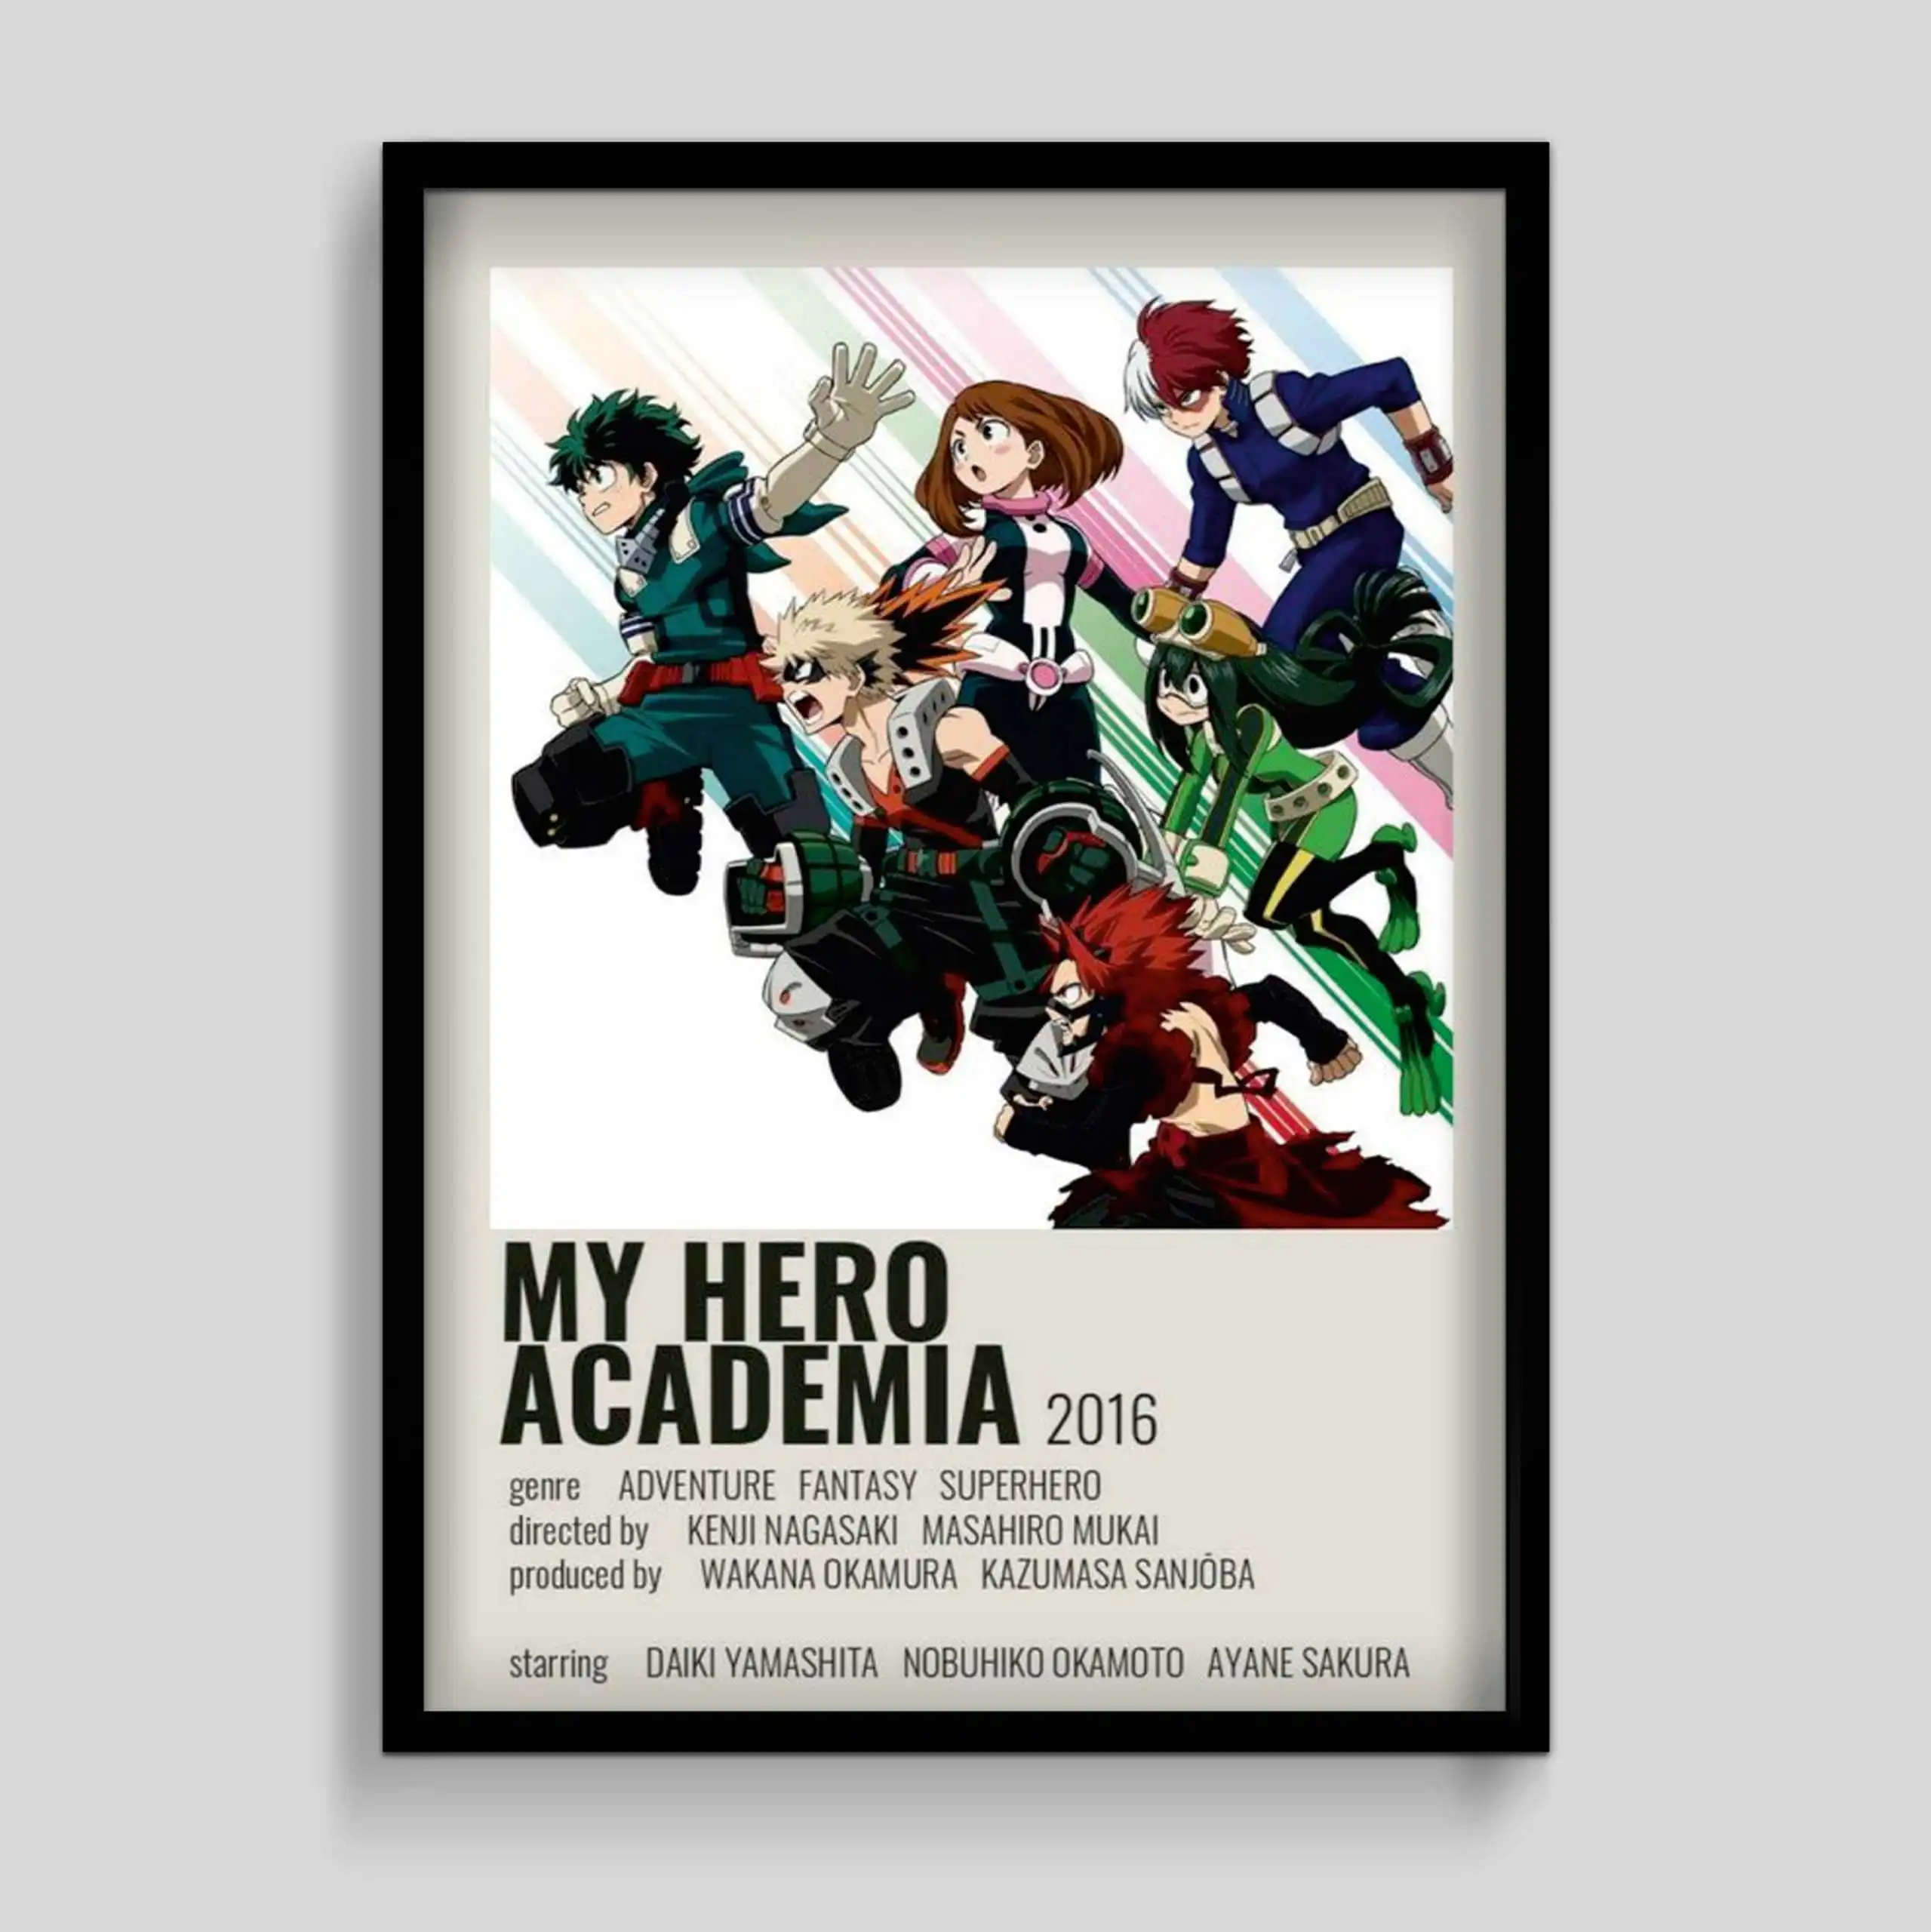 MY HERO
ACADEMIA 2016
genre ADVENTURE FANTASY SUPERHERO
directed by KENJI NAGASAKI MASAHIRO MUKAI
produced by WAKANA OKAMURA KAZUMASA SANJŌBA
starring DAIKI YAMASHITA NOBUHIKO OKAMOTO AYANE SAKURA